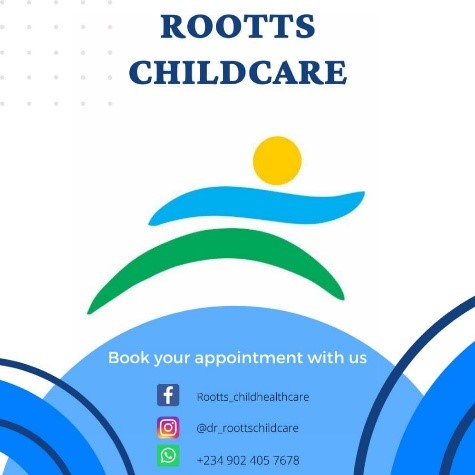 ROOTTS
CHILDCARE
Book your appointment with us
Rootts_childhealthcare
@dr_roottschildcare
+234 902 405 7678